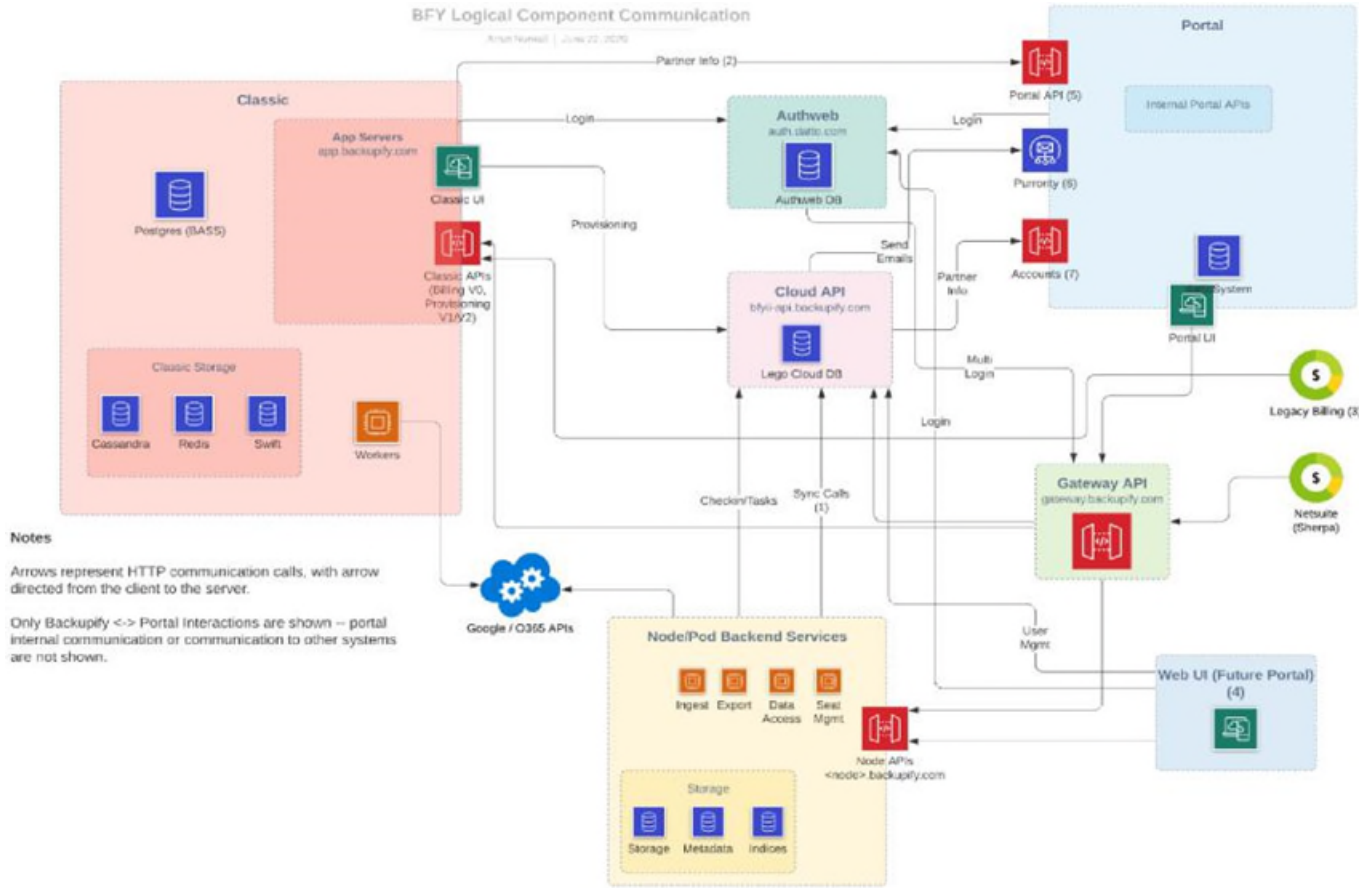 BFY Logical Component Communication
June 22, 2020
Partner Info (2)
Portal
Portal API (5)
Internal Portal APIs
Classic
App Servers
app.backupify.com
Login
Authweb
auth.datto.com
Authweb DB
Login
Purrority (6)
Classic UI
Postgres (BASS)
Provisioning
Send
Emails
Partner
Info
Accounts (7)
System
Classic APIs
(Billing V0,
Provisioning
V1/V2)
Cloud API
bfyii-api.backupify.com
Lego Cloud DB
Portal UI
Multi
Login
Classic Storage
Cassandra
Redis
Swift
Workers
Login
Legacy Billing (3)
Checkin/Tasks
Sync Calls
(1)
Gateway API
gateway.backupify.com
Netsuite
(Sherpa)
Notes
Arrows represent HTTP communication calls, with arrow
directed from the client to the server.
Only Backupify <-> Portal Interactions are shown -- portal
internal communication or communication to other systems
are not shown.
Google / O365 APIs
Node/Pod Backend Services
User
Mgmt
Ingest
Export
Data
Access
Seat
Mgmt
Web UI (Future Portal)
(4)
Node APIs
<node>.backupify.com
Storage
Storage
Metadata
Indices